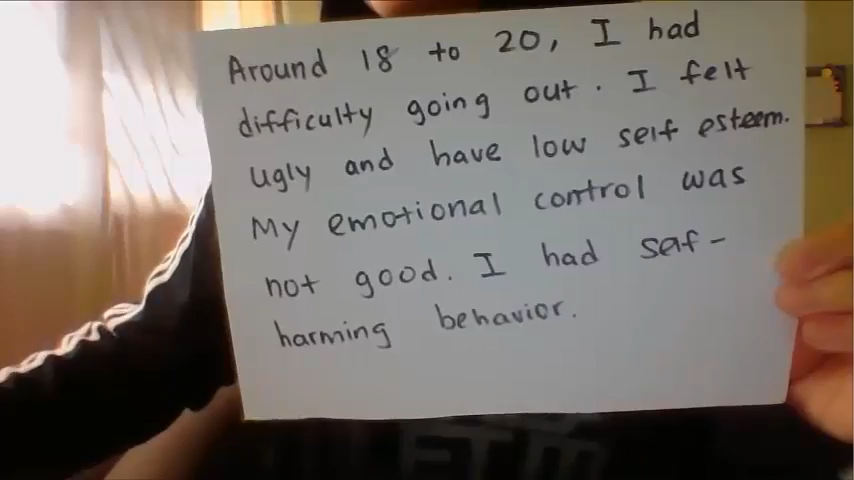 Around 18 to 20, I had
difficulty going out. I felt
ugly and have low self esteem.
My emotional control was
not good. I had self-
harming behavior.